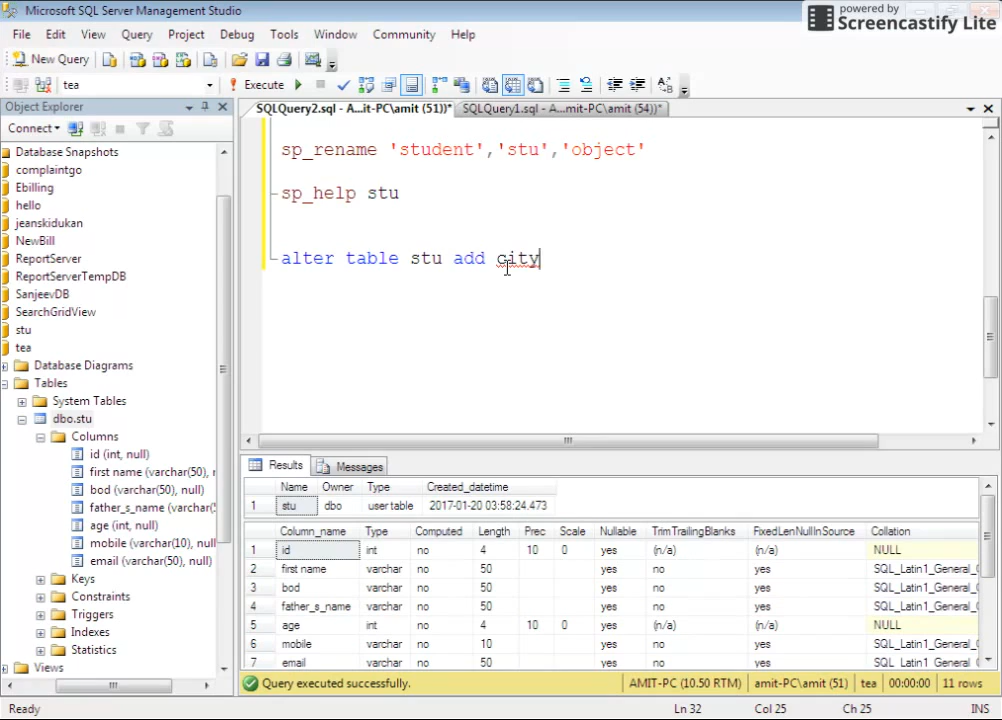 Microsoft SQL Server Management Studio
powered by
Screencastify Lite
File Edit View Query Project Debug Tools Window Community Help
New Query
tea
Execute
Object Explorer
SQLQuery2.sql - A...it-PC\amit (51))* SQLQuery1.sql - A...mit-PC\amit (54))*
Connect
Database Snapshots
complaintgo
Ebilling
hello
jeanskidukan
NewBill
ReportServer
ReportServerTempDB
SanjeevDB
SearchGridView
stu
tea
Database Diagrams
Tables
System Tables
dbo.stu
Columns
id (int, null)
first name (varchar(50), r
bod (varchar(50), null)
father_s_name (varchar(5
age (int, null)
mobile (varchar(10), null
email (varchar(50), null)
Keys
Constraints
Triggers
Indexes
Statistics
Views
sp_rename 'student','stu','object'
sp_help stu
alter table stu add city
Results Messages
Name Owner Type Created_datetime
1 stu dbo user table 2017-01-20 03:58:24.473
Column_name Type Computed Length Prec Scale Nullable TrimTrailingBlanks FixedLenNullInSource Collation
1 id int no 4 10 0 yes (n/a) (n/a) NULL
2 first name varchar no 50 yes no yes SQL_Latin1_General_
3 bod varchar no 50 yes no yes SQL_Latin1_General_
4 father_s_name varchar no 50 yes no yes SQL_Latin1_General_
5 age int no 4 10 0 yes (n/a) (n/a) NULL
6 mobile varchar no 10 yes no yes SQL_Latin1_General_
7 email varchar no 50 yes no yes SQL_Latin1_General_
Query executed successfully. AMIT-PC (10.50 RTM) amit-PC\amit (51) tea 00:00:00 11 rows
Ready Ln 32 Col 25 Ch 25 INS